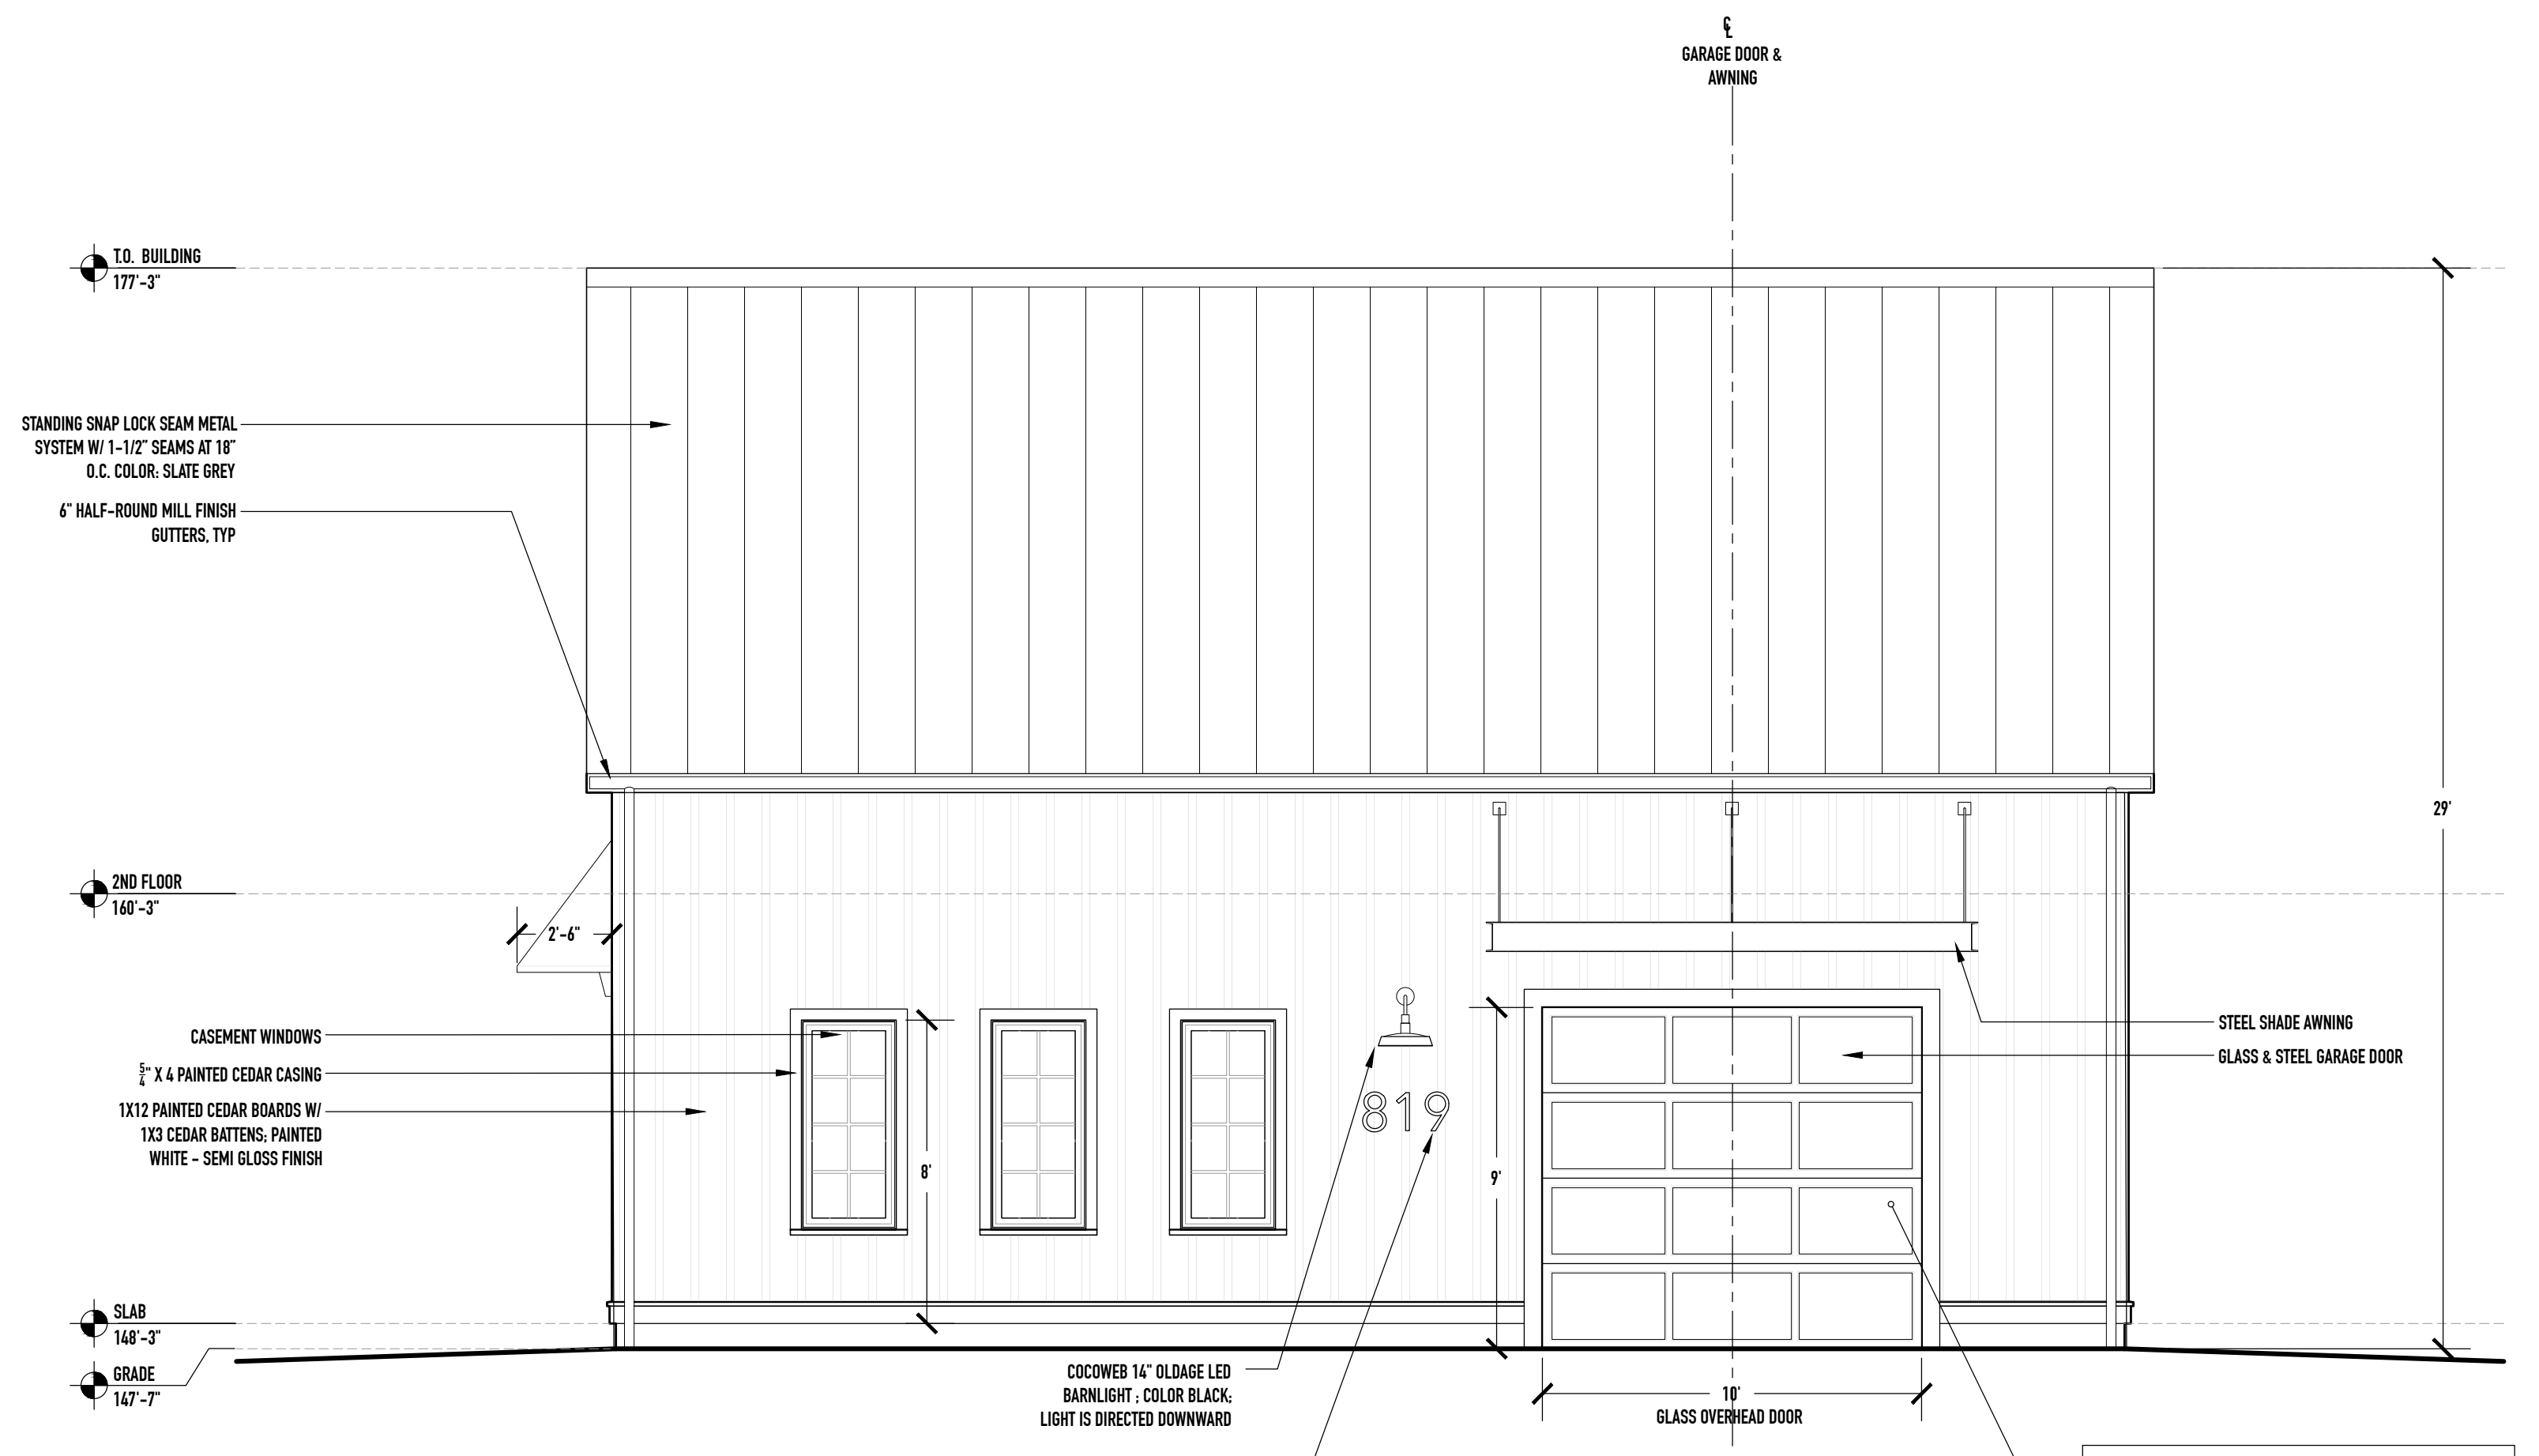 ℄
GARAGE DOOR &
AWNING
T.O. BUILDING
177'-3"
STANDING SNAP LOCK SEAM METAL
SYSTEM W/ 1-1/2" SEAMS AT 18"
O.C. COLOR: SLATE GREY
6" HALF-ROUND MILL FINISH
GUTTERS, TYP
29'
2ND FLOOR
160'-3"
2'-6"
CASEMENT WINDOWS
5/4" X 4 PAINTED CEDAR CASING
1X12 PAINTED CEDAR BOARDS W/
1X3 CEDAR BATTENS; PAINTED
WHITE - SEMI GLOSS FINISH
8'
819
9'
STEEL SHADE AWNING
GLASS & STEEL GARAGE DOOR
SLAB
148'-3"
GRADE
147'-7"
COCOWEB 14" OLDAGE LED
BARNLIGHT ; COLOR BLACK;
LIGHT IS DIRECTED DOWNWARD
10'
GLASS OVERHEAD DOOR